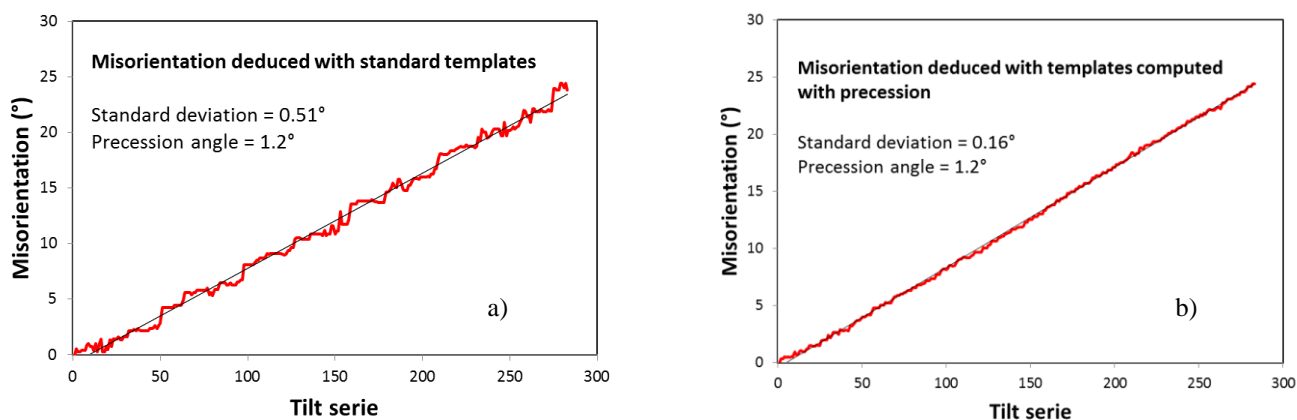 30
25
20
15
10
5
0
Misorientation (°)
Misorientation deduced with standard templates
Standard deviation = 0.51°
Precession angle = 1.2°
a)
0 50 100 150 200 250 300
Tilt serie
30
25
20
15
10
5
0
Misorientation (°)
Misorientation deduced with templates computed
with precession
Standard deviation = 0.16°
Precession angle = 1.2°
b)
0 50 100 150 200 250 300
Tilt serie